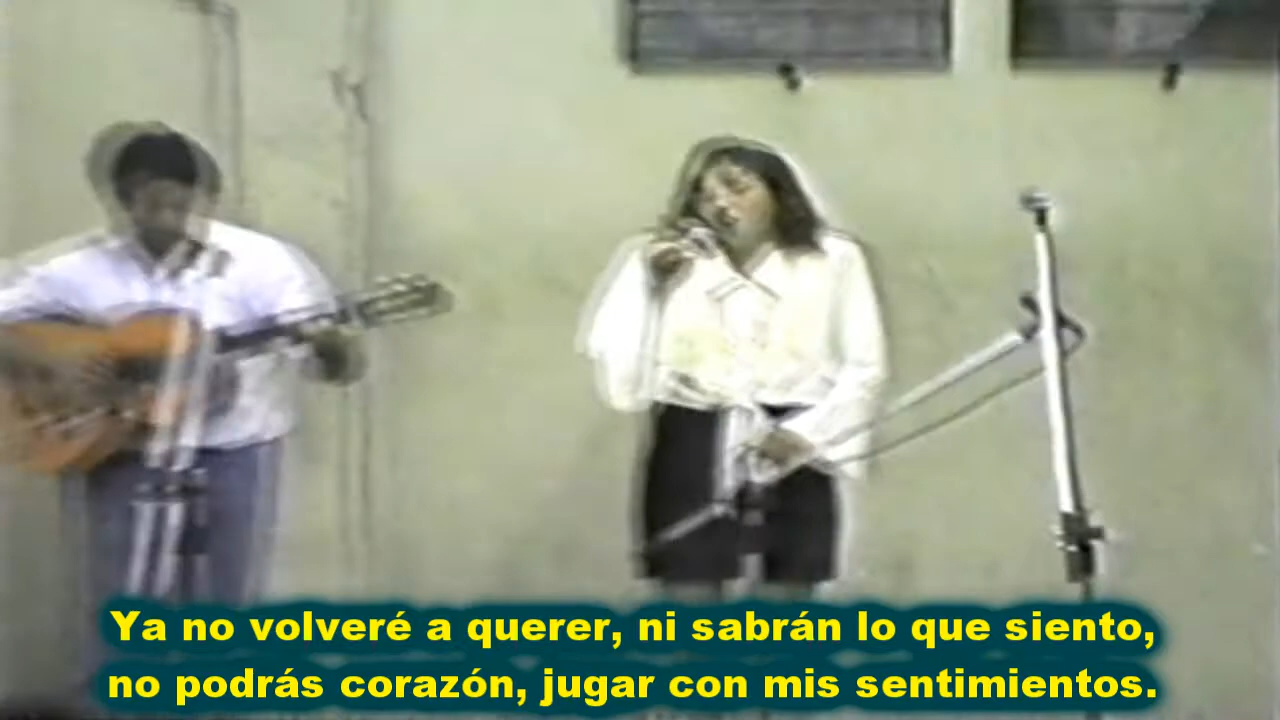 Ya no volveré a querer, ni sabrán lo que siento,
no podrás corazón, jugar con mis sentimientos.